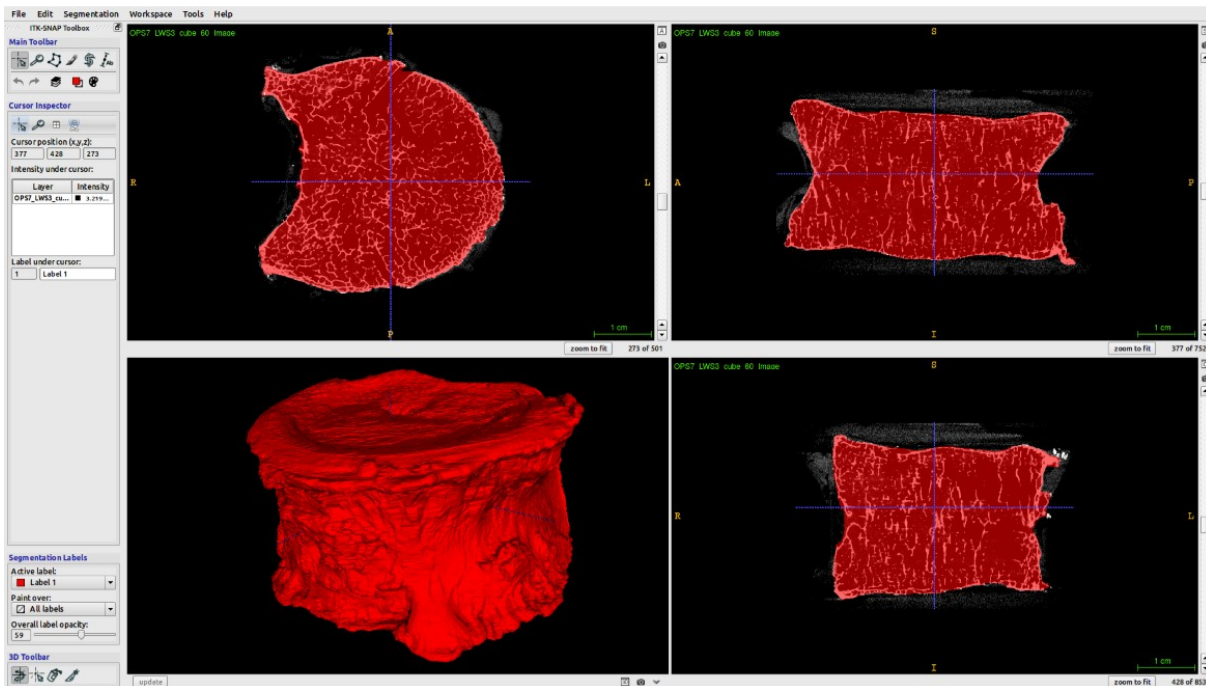 File Edit Segmentation Workspace Tools Help
ITK-SNAP Toolbox
Main Toolbar
Cursor Inspector
Cursor position (x,y,z):
377 428 273
Intensity under cursor:
Layer Intensity
OPS7_LWS3_cu... 3.219...
Label under cursor:
1 Label 1
Segmentation Labels
Active label:
Label 1
Paint over:
All labels
Overall label opacity:
59
3D Toolbar
OPS7 LWS3 cube 60 Image
A
R
L
P
1 cm
zoom to fit 273 of 501
OPS7 LWS3 cube 60 Image
S
A
P
I
1 cm
zoom to fit 377 of 752
update
OPS7 LWS3 cube 60 Image
S
R
L
I
1 cm
zoom to fit 428 of 853